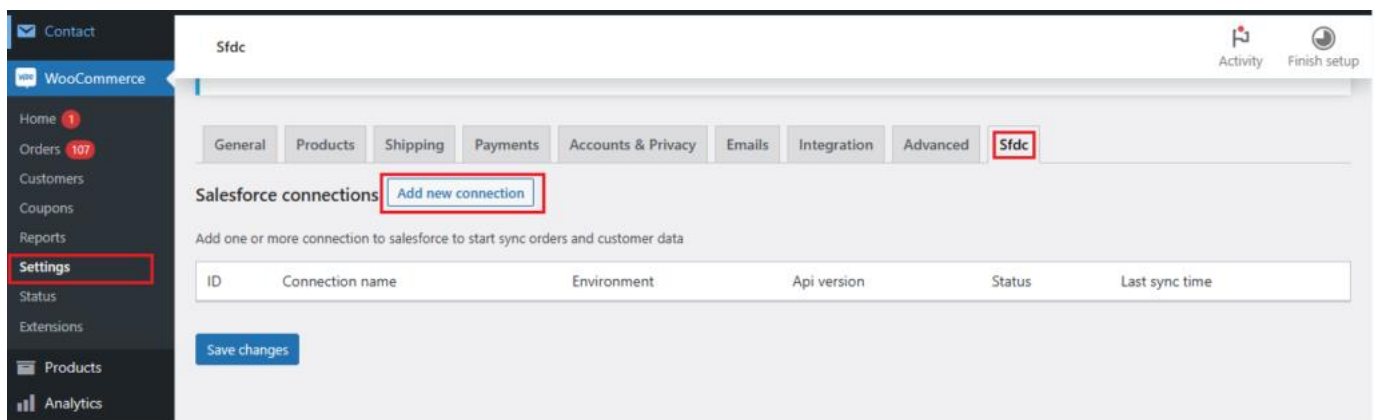 Contact
WooCommerce
Home 1
Orders 107
Customers
Coupons
Reports
Settings
Status
Extensions
Products
Analytics
Sfdc
Activity
Finish setup
General Products Shipping Payments Accounts & Privacy Emails Integration Advanced Sfdc
Salesforce connections Add new connection
Add one or more connection to salesforce to start sync orders and customer data
ID Connection name Environment Api version Status Last sync time
Save changes